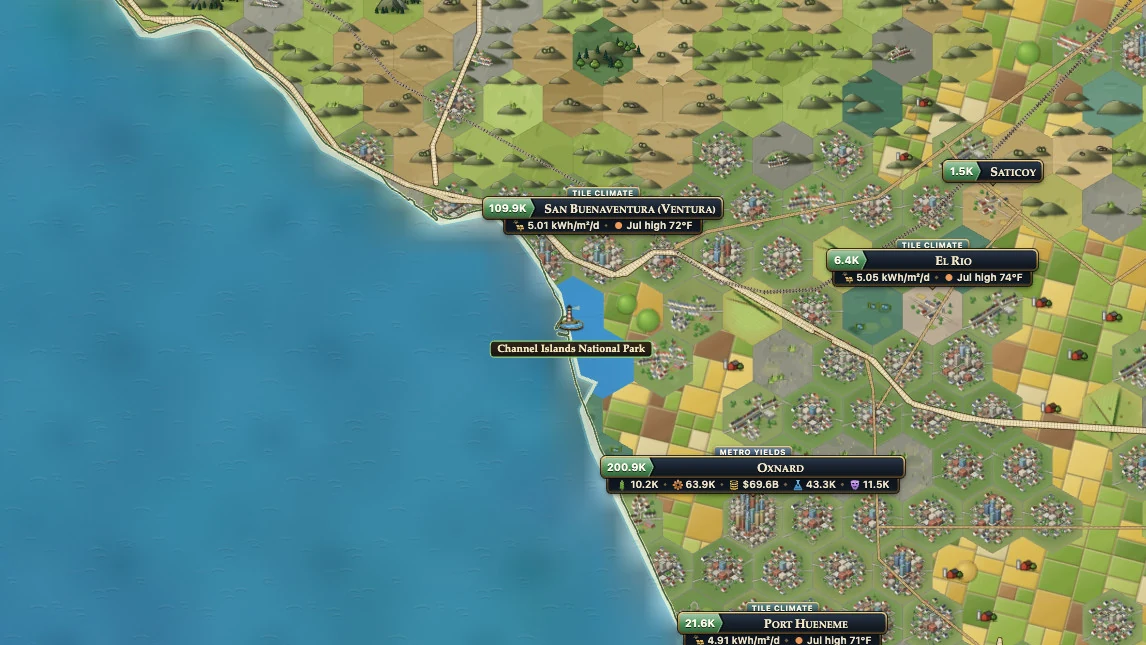 1.5K SATICOY
TILE CLIMATE
109.9K SAN BUENAVENTURA (VENTURA)
5.01 kWh/m²/d • Jul high 72°F
TILE CLIMATE
6.4K EL RIO
5.05 kWh/m²/d • Jul high 74°F
Channel Islands National Park
METRO YIELDS
200.9K OXNARD
10.2K • 63.9K • $69.6B • 43.3K • 11.5K
TILE CLIMATE
21.6K PORT HUENEME
4.91 kWh/m²/d • Jul high 71°F